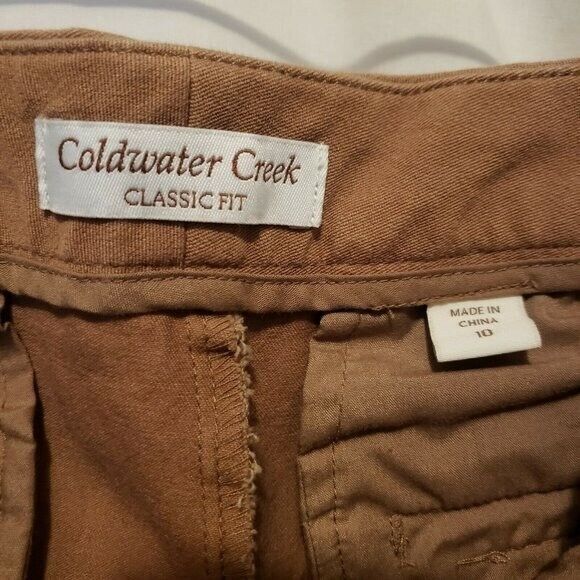 Coldwater Creek
CLASSIC FIT
MADE IN
CHINA
10